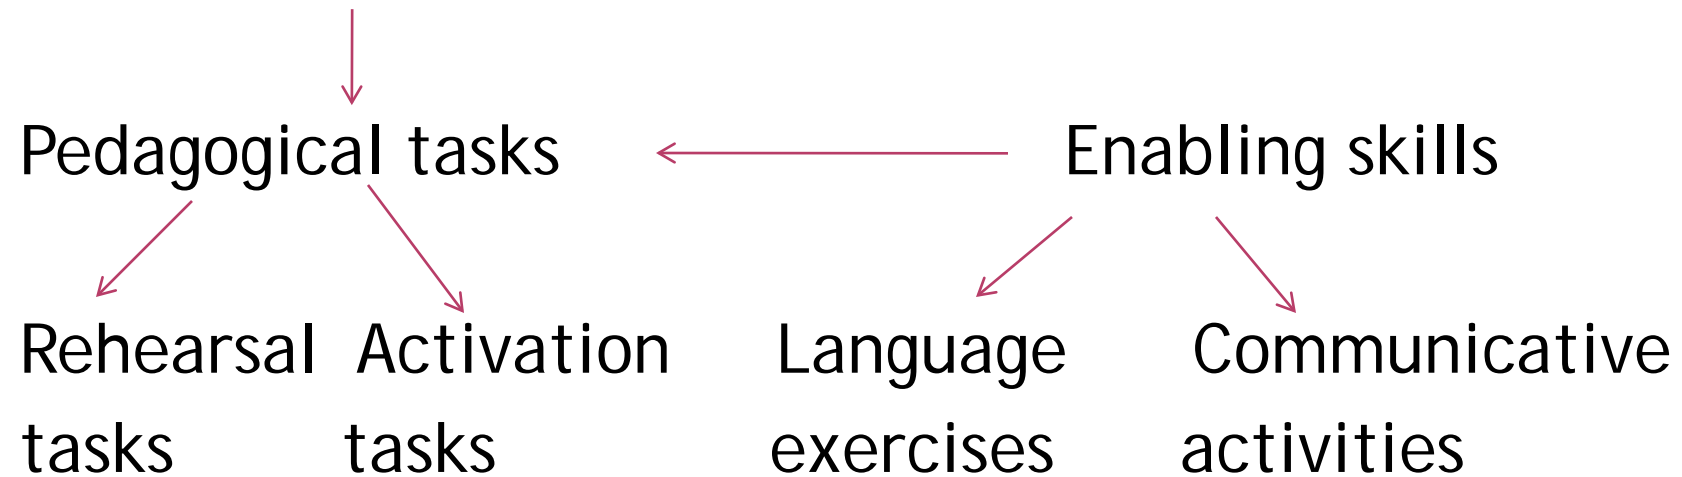 Pedagogical tasks Enabling skills
Rehearsal Activation Language Communicative
tasks tasks exercises activities